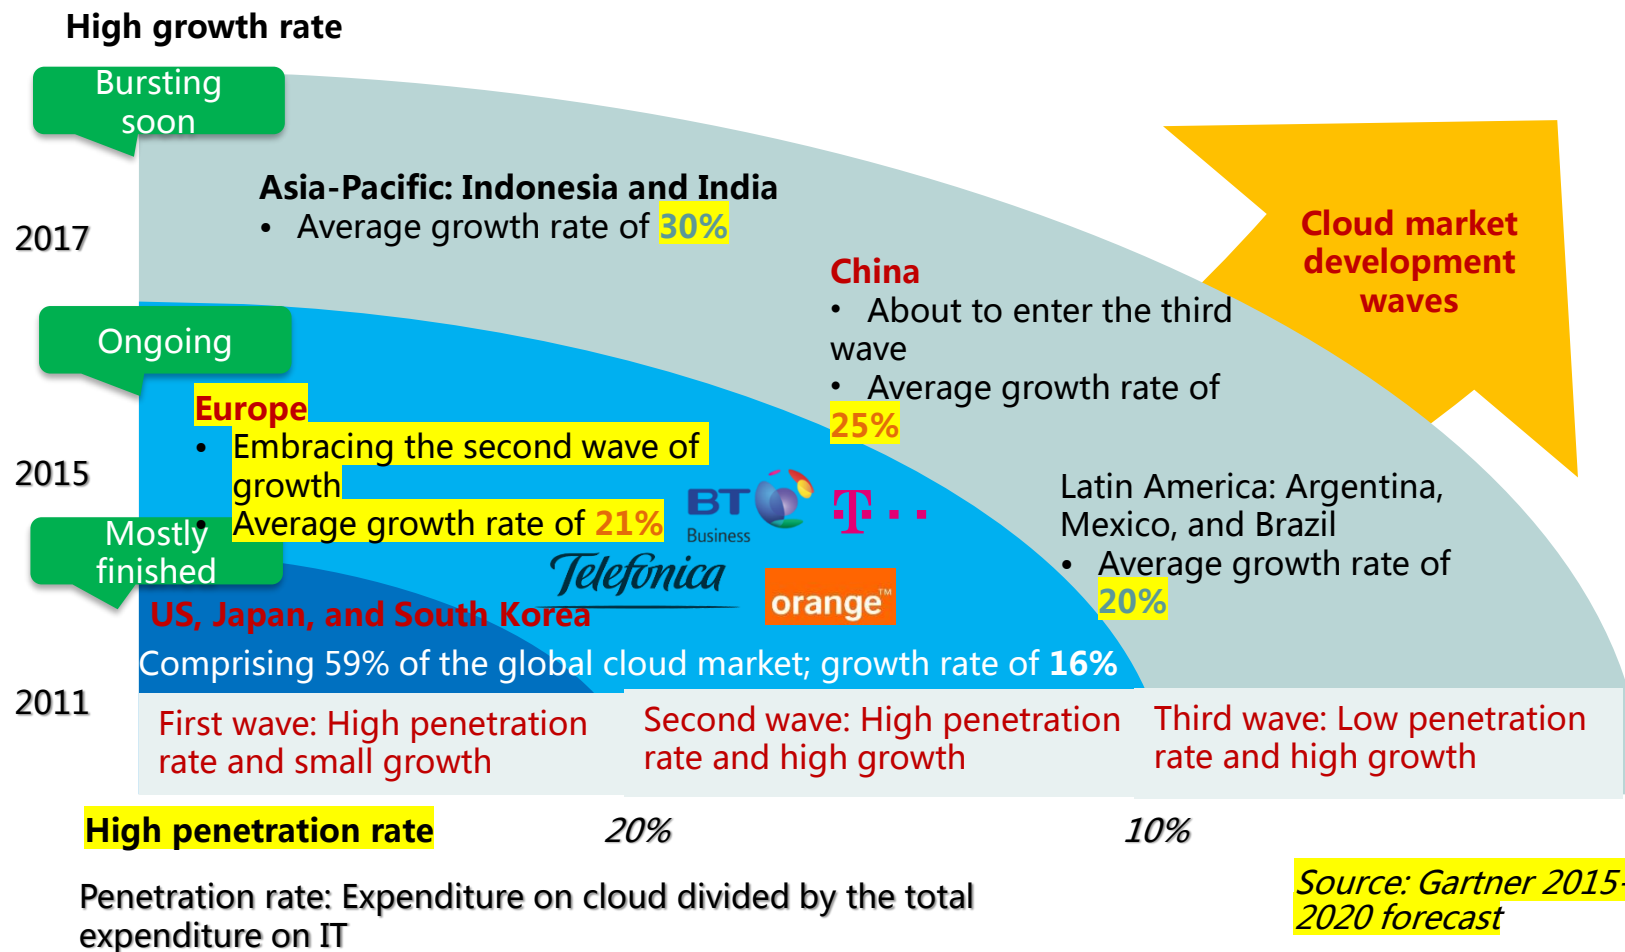 High growth rate
Bursting
soon
Asia-Pacific: Indonesia and India
• Average growth rate of 30%
2017
Cloud market
development
waves
China
• About to enter the third
wave
• Average growth rate of
25%
Ongoing
Europe
• Embracing the second wave of
growth
• Average growth rate of 21%
2015
BT
Business
T
Telefónica
orange™
Latin America: Argentina,
Mexico, and Brazil
• Average growth rate of
20%
Mostly
finished
US, Japan, and South Korea
Comprising 59% of the global cloud market; growth rate of 16%
2011
First wave: High penetration
rate and small growth
Second wave: High penetration
rate and high growth
Third wave: Low penetration
rate and high growth
High penetration rate
20%
10%
Penetration rate: Expenditure on cloud divided by the total
expenditure on IT
Source: Gartner 2015-
2020 forecast